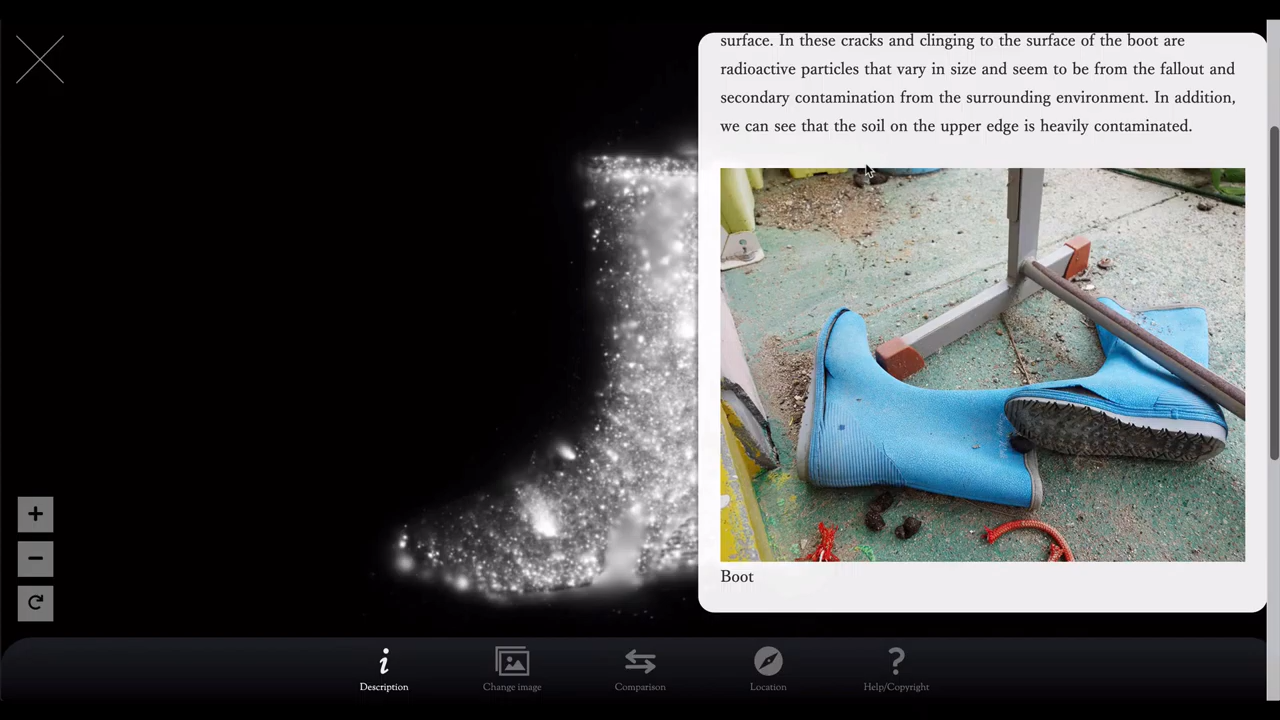 surface. In these cracks and clinging to the surface of the boot are
radioactive particles that vary in size and seem to be from the fallout and
secondary contamination from the surrounding environment. In addition,
we can see that the soil on the upper edge is heavily contaminated.
Boot
Description
Change image
Comparison
Location
Help/Copyright